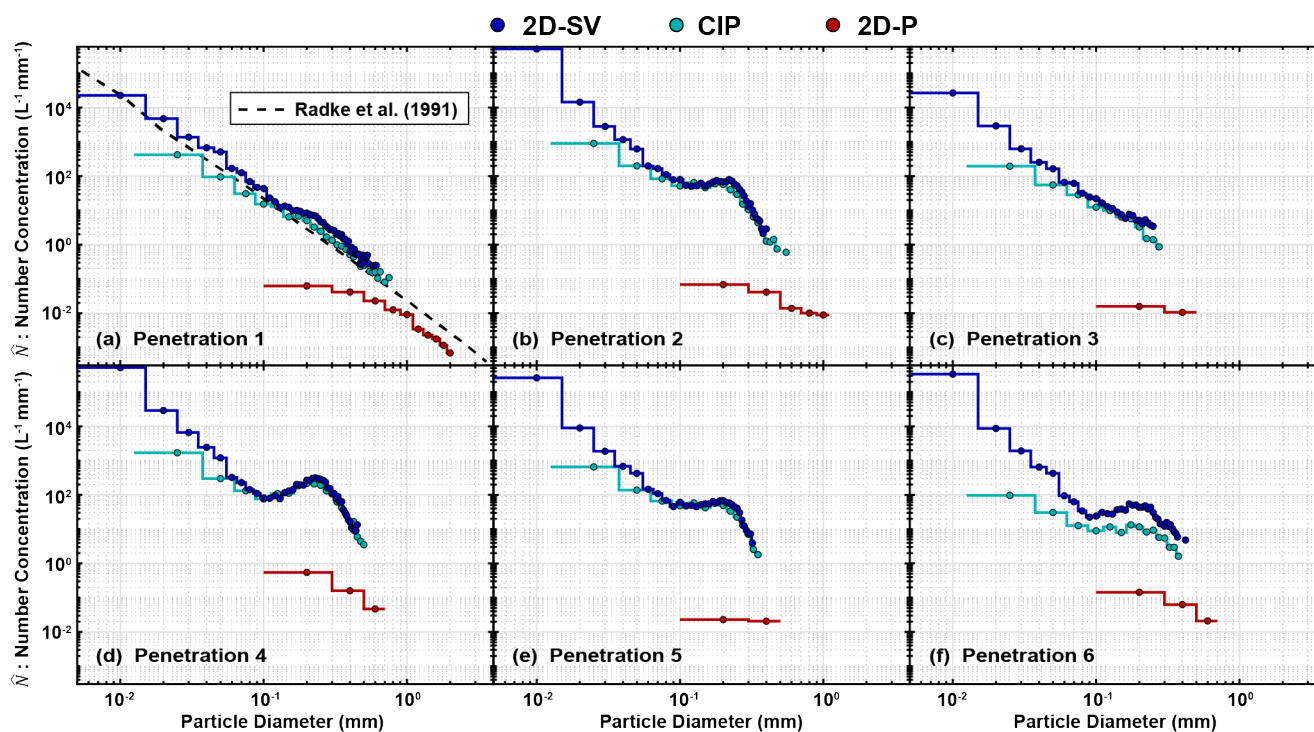 2D-SV CIP 2D-P
N̂ : Number Concentration (L⁻¹ mm⁻¹)
10⁴
10²
10⁰
10⁻²
Radke et al. (1991)
(a) Penetration 1
(b) Penetration 2
(c) Penetration 3
N̂ : Number Concentration (L⁻¹ mm⁻¹)
10⁴
10²
10⁰
10⁻²
(d) Penetration 4
(e) Penetration 5
(f) Penetration 6
10⁻² 10⁻¹ 10⁰ 10⁻² 10⁻¹ 10⁰ 10⁻² 10⁻¹ 10⁰
Particle Diameter (mm) Particle Diameter (mm) Particle Diameter (mm)